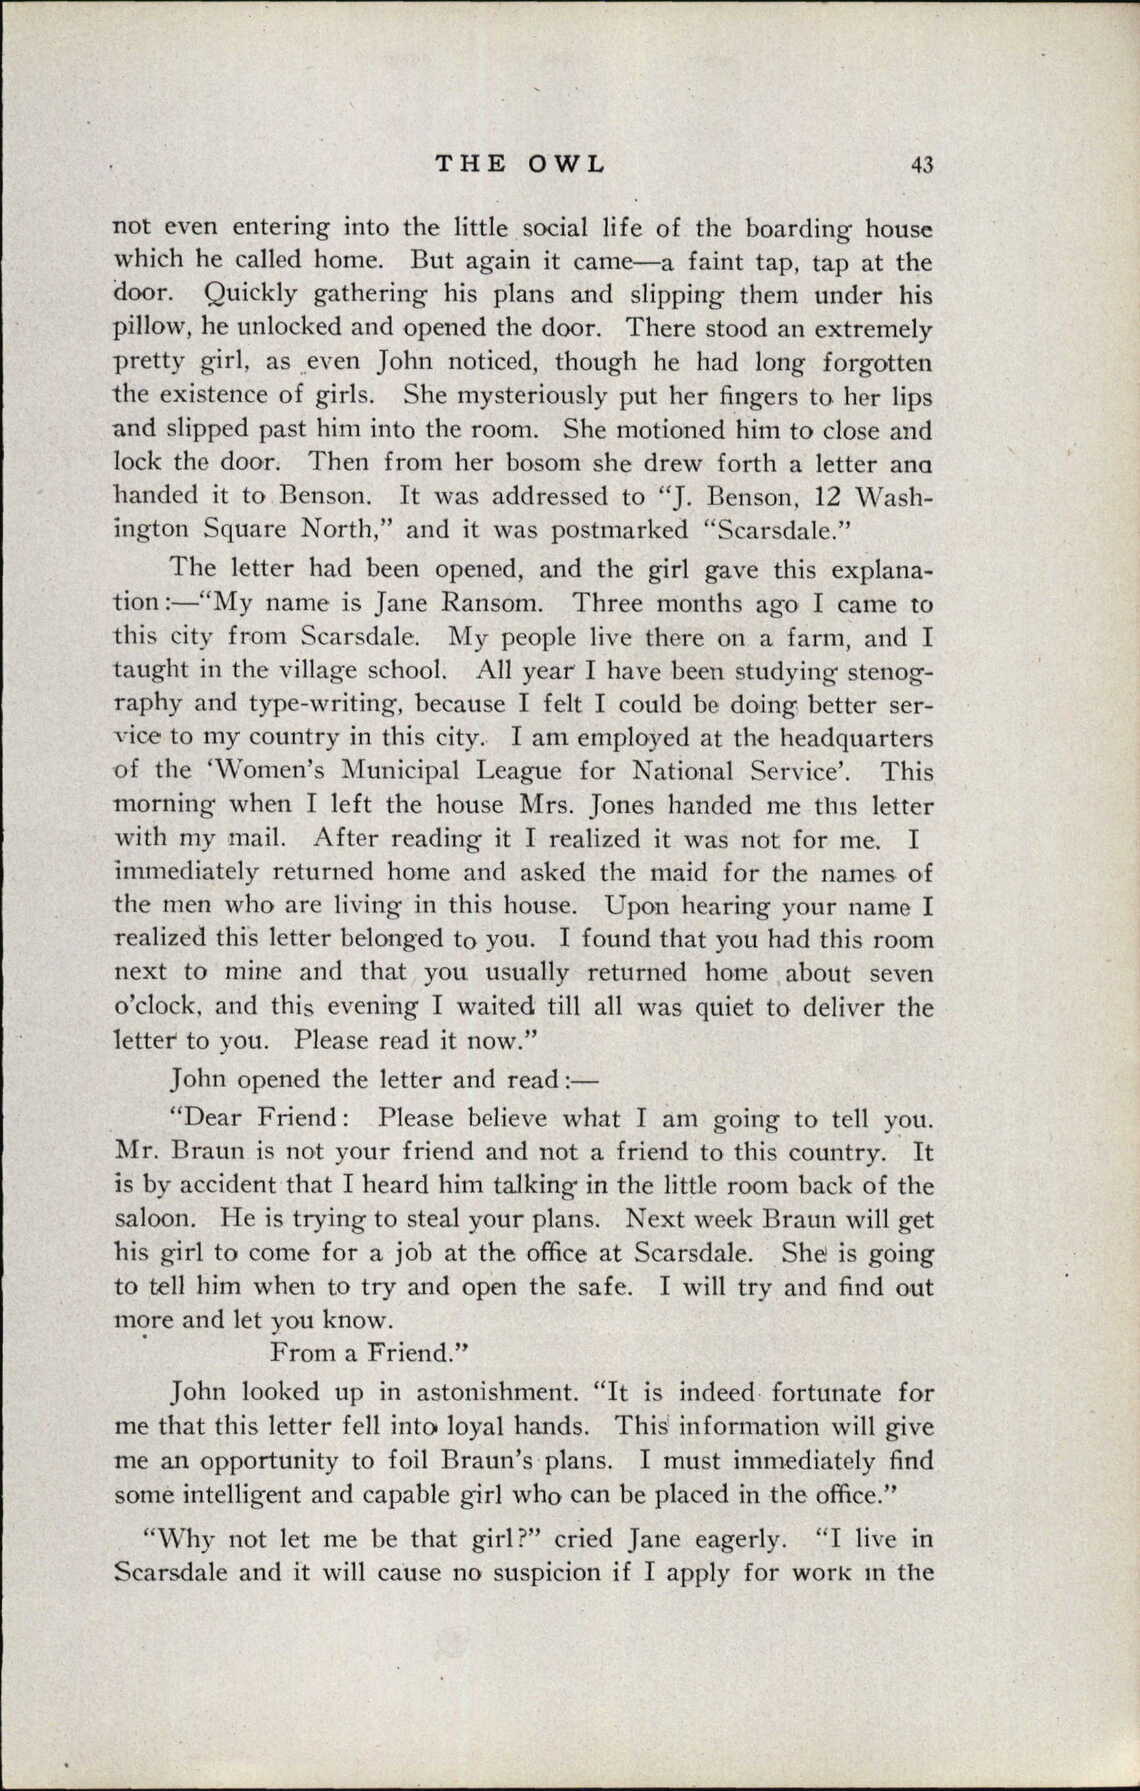 THE OWL 43
not even entering into the little social life of the boarding house
which he called home. But again it came—a faint tap, tap at the
door. Quickly gathering his plans and slipping them under his
pillow, he unlocked and opened the door. There stood an extremely
pretty girl, as even John noticed, though he had long forgotten
the existence of girls. She mysteriously put her fingers to her lips
and slipped past him into the room. She motioned him to close and
lock the door. Then from her bosom she drew forth a letter and
handed it to Benson. It was addressed to “J. Benson, 12 Wash-
ington Square North,” and it was postmarked “Scarsdale.”
The letter had been opened, and the girl gave this explana-
tion:—“My name is Jane Ransom. Three months ago I came to
this city from Scarsdale. My people live there on a farm, and I
taught in the village school. All year I have been studying stenog-
raphy and type-writing, because I felt I could be doing better ser-
vice to my country in this city. I am employed at the headquarters
of the ‘Women’s Municipal League for National Service’. This
morning when I left the house Mrs. Jones handed me this letter
with my mail. After reading it I realized it was not for me. I
immediately returned home and asked the maid for the names of
the men who are living in this house. Upon hearing your name I
realized this letter belonged to you. I found that you had this room
next to mine and that you usually returned home about seven
o’clock, and this evening I waited till all was quiet to deliver the
letter to you. Please read it now.”
John opened the letter and read:—
“Dear Friend: Please believe what I am going to tell you.
Mr. Braun is not your friend and not a friend to this country. It
is by accident that I heard him talking in the little room back of the
saloon. He is trying to steal your plans. Next week Braun will get
his girl to come for a job at the office at Scarsdale. She is going
to tell him when to try and open the safe. I will try and find out
more and let you know.
From a Friend.”
John looked up in astonishment. “It is indeed fortunate for
me that this letter fell into loyal hands. This information will give
me an opportunity to foil Braun’s plans. I must immediately find
some intelligent and capable girl who can be placed in the office.”
“Why not let me be that girl?” cried Jane eagerly. “I live in
Scarsdale and it will cause no suspicion if I apply for work in the